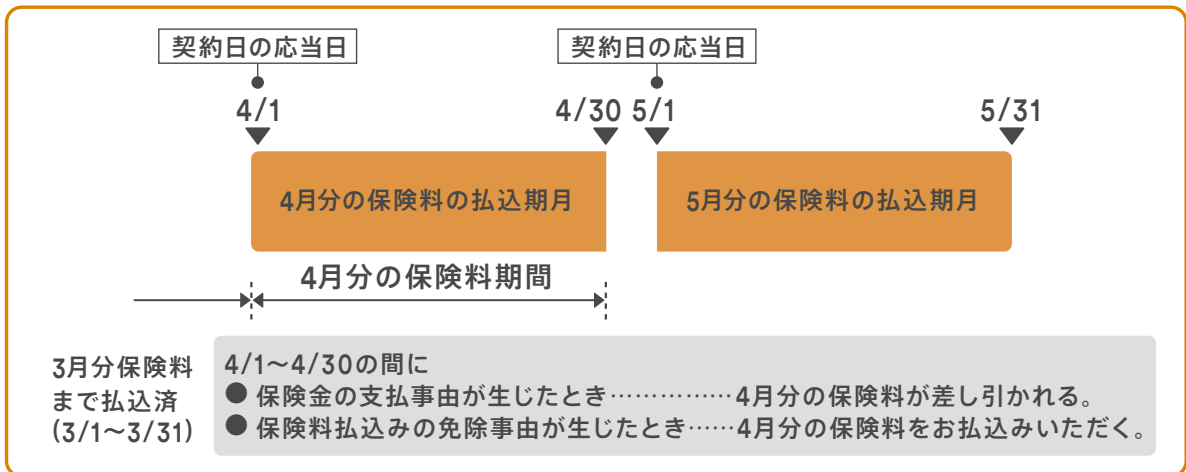 契約日の応当日 契約日の応当日
4/1 4/30 5/1 5/31
4月分の保険料の払込期月 5月分の保険料の払込期月
4月分の保険料期間
3月分保険料
まで払込済
(3/1～3/31)
4/1～4/30の間に
● 保険金の支払事由が生じたとき……………4月分の保険料が差し引かれる。
● 保険料払込みの免除事由が生じたとき……4月分の保険料をお払込みいただく。